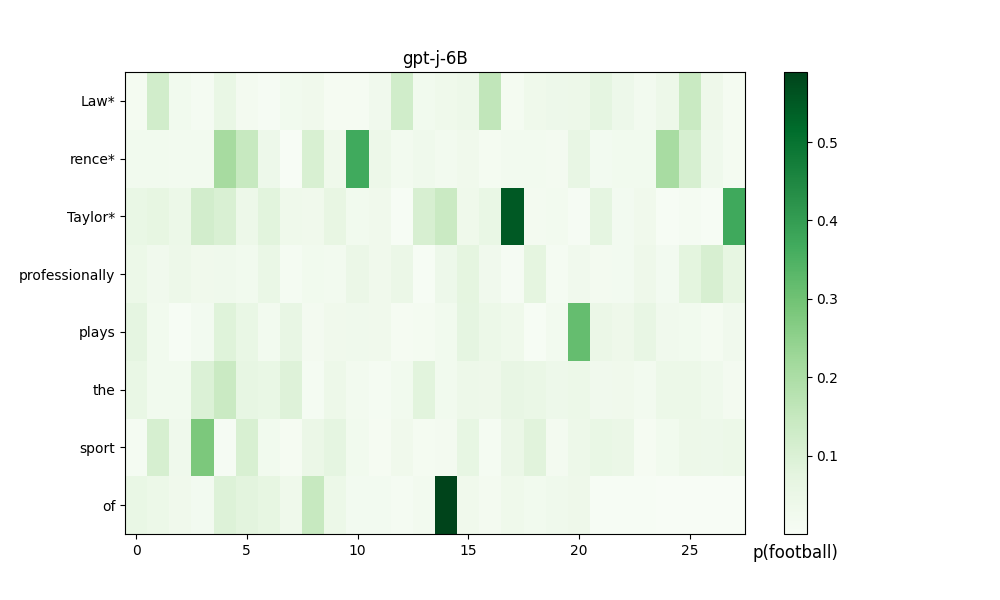 gpt-j-6B
Law*
rence*
Taylor*
professionally
plays
the
sport
of
0 5 10 15 20 25
0.5
0.4
0.3
0.2
0.1
p(football)